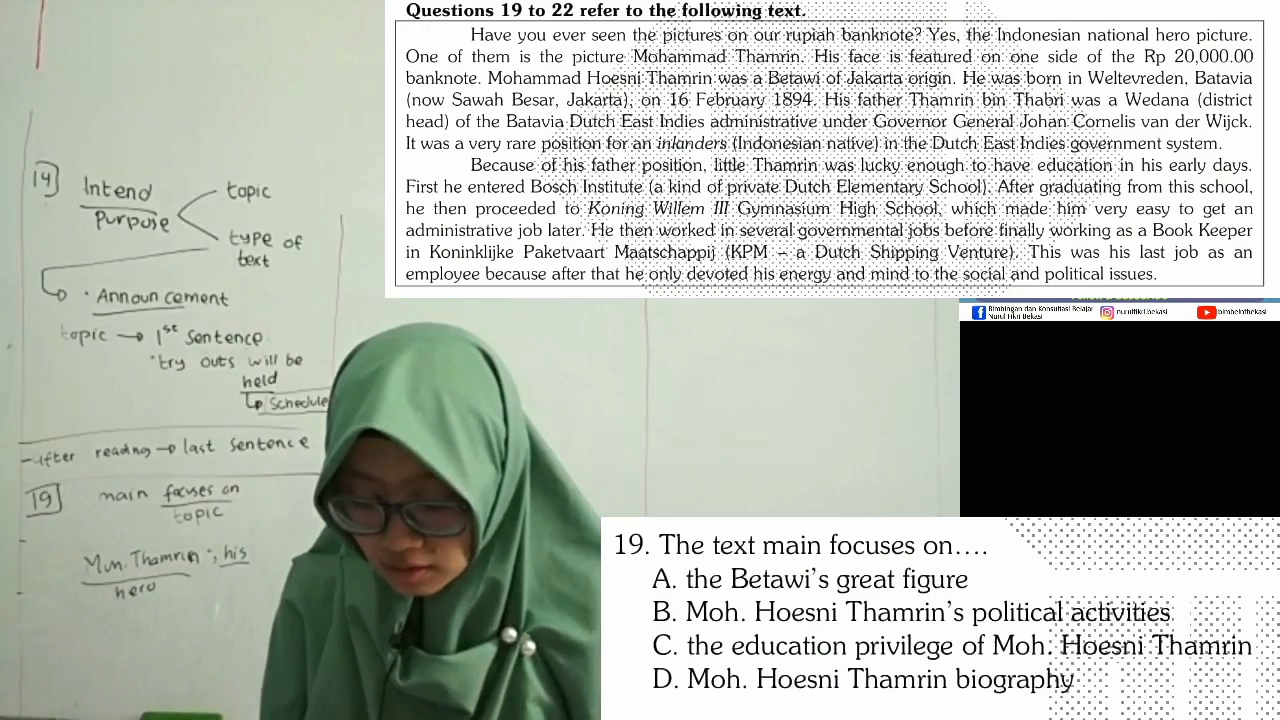 Questions 19 to 22 refer to the following text.
Have you ever seen the pictures on our rupiah banknote? Yes, the Indonesian national hero picture.
One of them is the picture Mohammad Thamrin. His face is featured on one side of the Rp 20,000.00
banknote. Mohammad Hoesni Thamrin was a Betawi of Jakarta origin. He was born in Weltevreden, Batavia
(now Sawah Besar, Jakarta), on 16 February 1894. His father Thamrin bin Thabri was a Wedana (district
head) of the Batavia Dutch East Indies administrative under Governor General Johan Cornelis van der Wijck.
It was a very rare position for an inlanders (Indonesian native) in the Dutch East Indies government system.
Because of his father position, little Thamrin was lucky enough to have education in his early days.
First he entered Bosch Institute (a kind of private Dutch Elementary School). After graduating from this school,
he then proceeded to Koning Willem III Gymnasium High School, which made him very easy to get an
administrative job later. He then worked in several governmental jobs before finally working as a Book Keeper
in Koninklijke Paketvaart Maatschappij (KPM – a Dutch Shipping Venture). This was his last job as an
employee because after that he only devoted his energy and mind to the social and political issues.
14 Intend
Purpose
topic
type of
text
· Announcement
topic → 1st Sentence
"try outs will be
held
Schedule
After reading → last sentence
19 main focuses on
topic
Muh. Thamrin, his
hero
Bimbingan dan Konsultasi Belajar
Nurul Fikri Bekasi
nurulfikri.bekasi
19. The text main focuses on....
A. the Betawi's great figure
B. Moh. Hoesni Thamrin's political activities
C. the education privilege of Moh. Hoesni Thamrin
D. Moh. Hoesni Thamrin biography